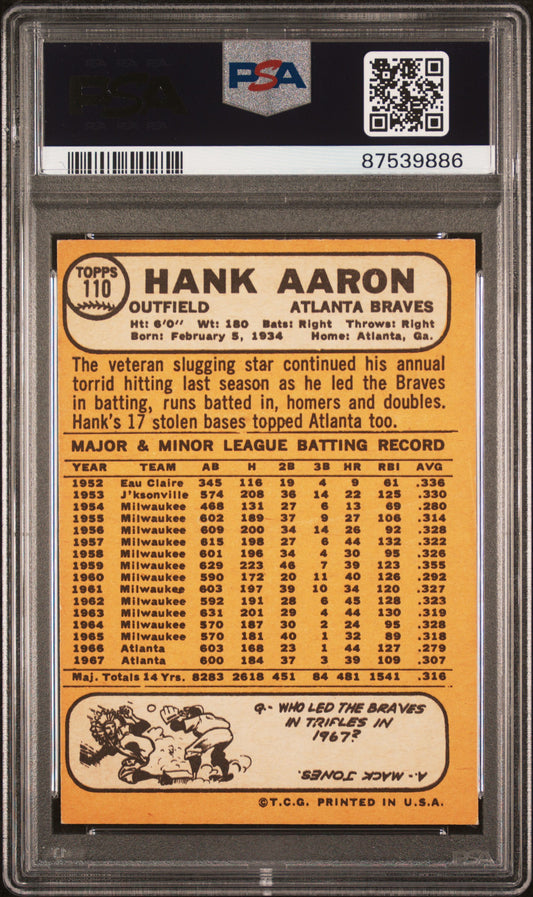 PSA
PSA
87539886
TOPPS
110
HANK AARON
OUTFIELD ATLANTA BRAVES
Ht: 6'0" Wt: 180 Bats: Right Throws: Right
Born: February 5, 1934 Home: Atlanta, Ga.
The veteran slugging star continued his annual
torrid hitting last season as he led the Braves
in batting, runs batted in, homers and doubles.
Hank's 17 stolen bases topped Atlanta too.
MAJOR & MINOR LEAGUE BATTING RECORD
YEAR TEAM AB H 2B 3B HR RBI AVG
1952 Eau Claire 345 116 19 4 9 61 .336
1953 J'ksonville 574 208 36 14 22 125 .330
1954 Milwaukee 468 131 27 6 13 69 .280
1955 Milwaukee 602 189 37 9 27 106 .314
1956 Milwaukee 609 200 34 14 26 92 .328
1957 Milwaukee 615 198 27 6 44 132 .322
1958 Milwaukee 601 196 34 4 30 95 .326
1959 Milwaukee 629 223 46 7 39 123 .355
1960 Milwaukee 590 172 20 11 40 126 .292
1961 Milwaukee 603 197 39 10 34 120 .327
1962 Milwaukee 592 191 28 6 45 128 .323
1963 Milwaukee 631 201 29 4 44 130 .319
1964 Milwaukee 570 187 30 2 24 95 .328
1965 Milwaukee 570 181 40 1 32 89 .318
1966 Atlanta 603 168 23 1 44 127 .279
1967 Atlanta 600 184 37 3 39 109 .307
Maj. Totals 14 Yrs. 8283 2618 451 84 481 1541 .316
Q.- WHO LED THE BRAVES
IN TRIPLES IN
1967?
A. MACK JONES.
©T.C.G. PRINTED IN U.S.A.
PSA